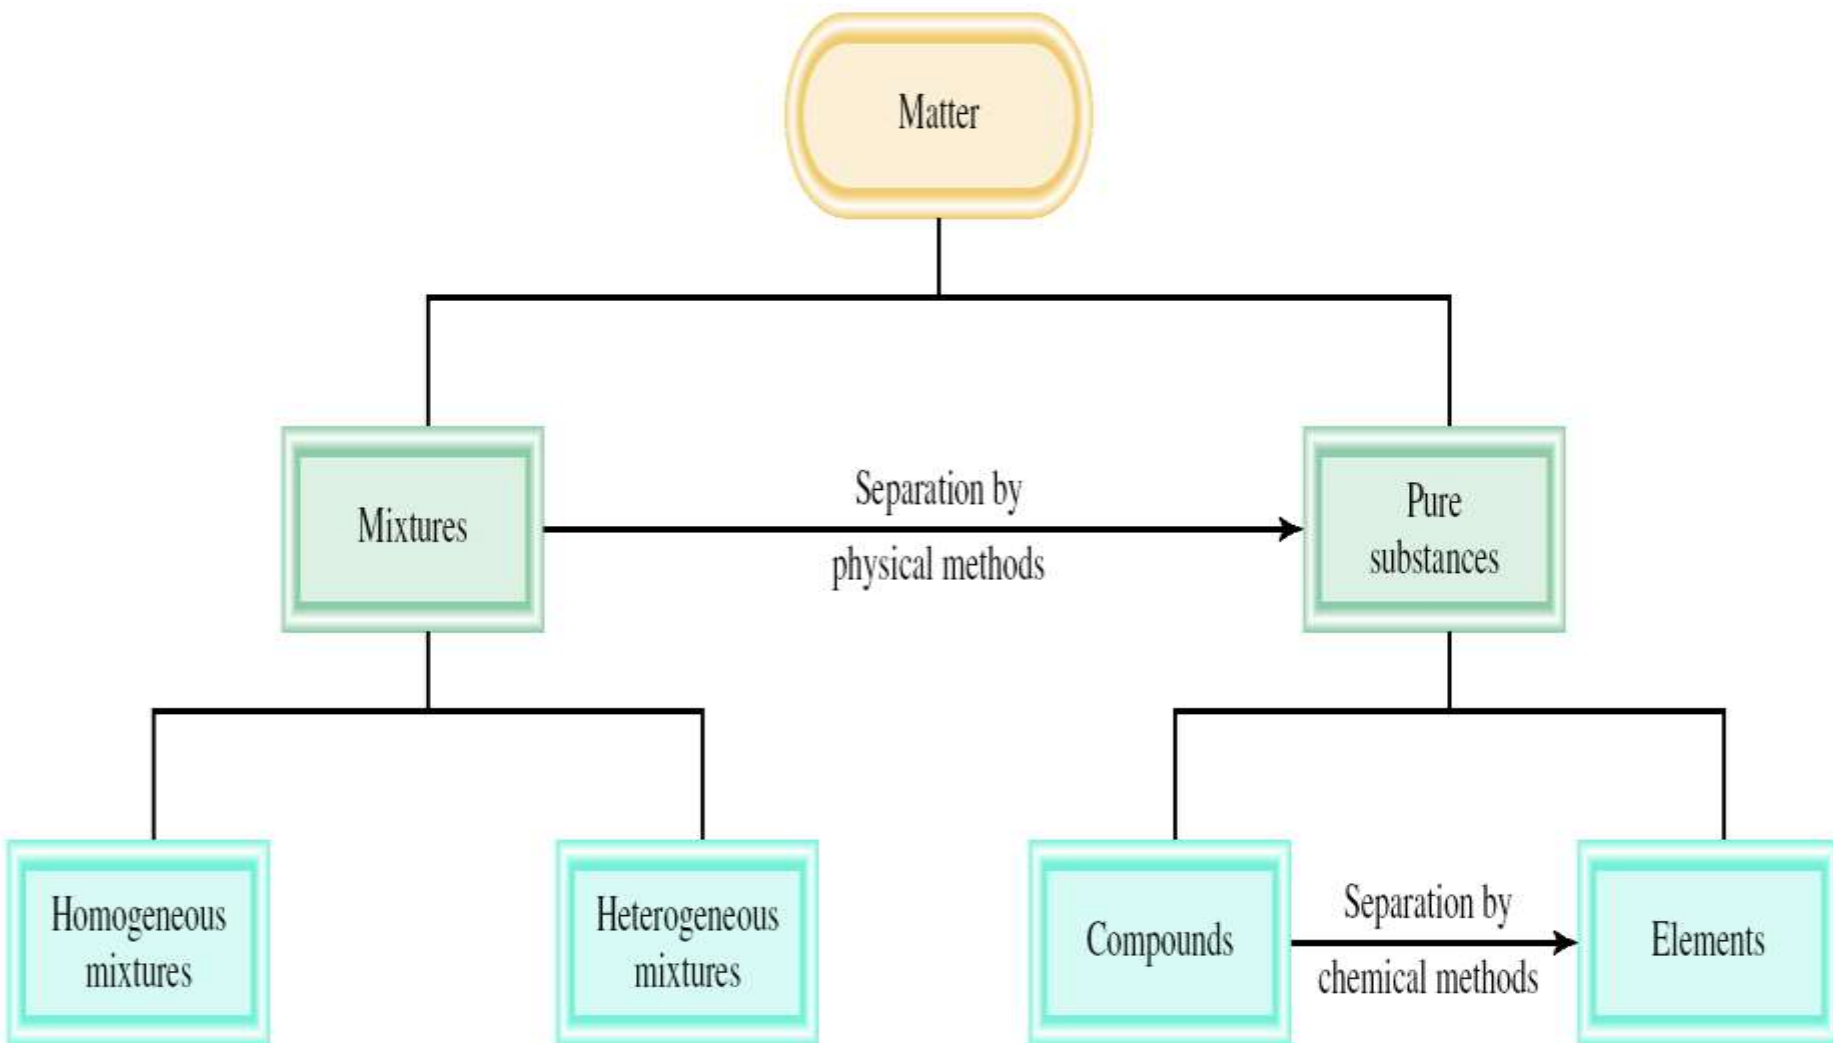 Matter
Mixtures
Separation by
physical methods
Pure
substances
Homogeneous
mixtures
Heterogeneous
mixtures
Compounds
Separation by
chemical methods
Elements